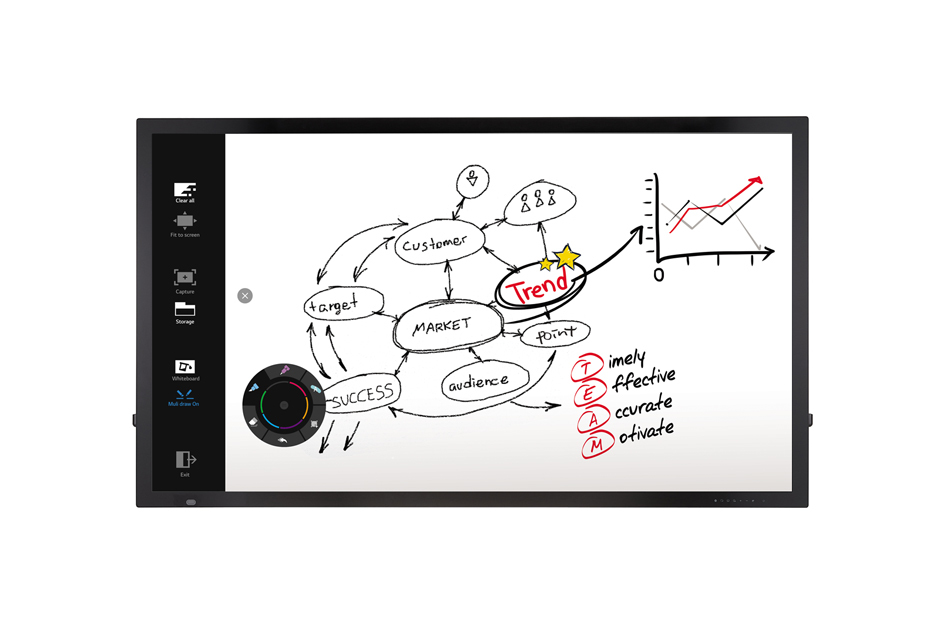 Clear all
Fit to screen
Capture
Storage
Whiteboard
Muli draw On
Exit
customer
Trend
target
MARKET
point
SUCCESS
audience
0
T imely
E ffective
A ccurate
M otivate